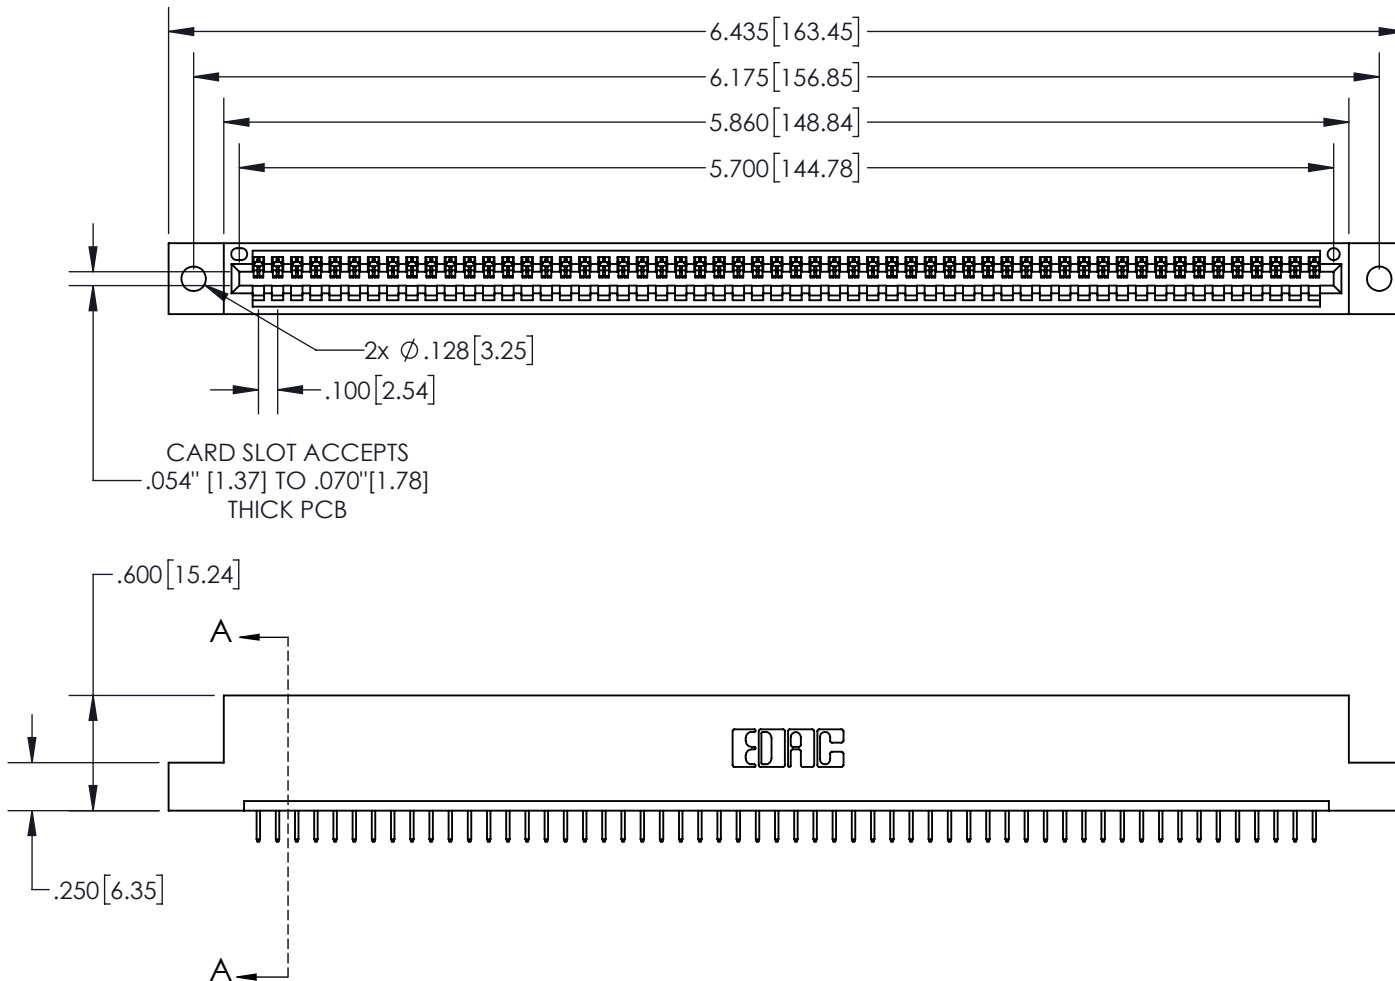 6.435[163.45]
6.175[156.85]
5.860[148.84]
5.700[144.78]
2x Ø.128[3.25]
.100[2.54]
CARD SLOT ACCEPTS
.054" [1.37] TO .070"[1.78]
THICK PCB
.600[15.24]
A
EDAC
.250[6.35]
A